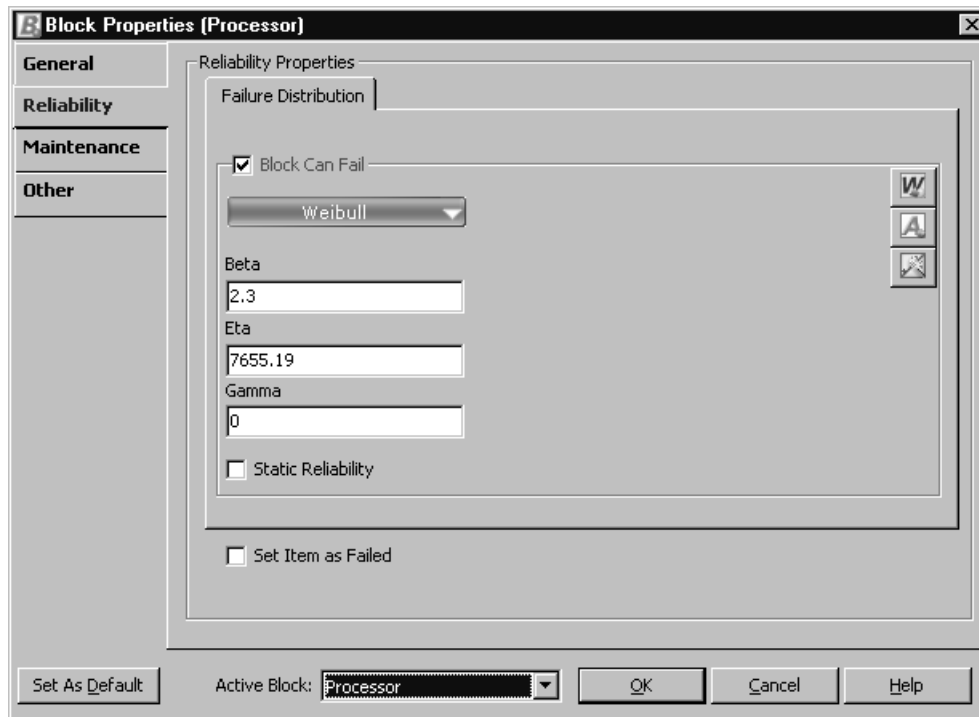 Block Properties (Processor)
General
Reliability
Maintenance
Other
Reliability Properties
Failure Distribution
Block Can Fail
Weibull
Beta
2.3
Eta
7655.19
Gamma
0
Static Reliability
Set Item as Failed
Set As Default
Active Block: Processor
OK
Cancel
Help
W
A